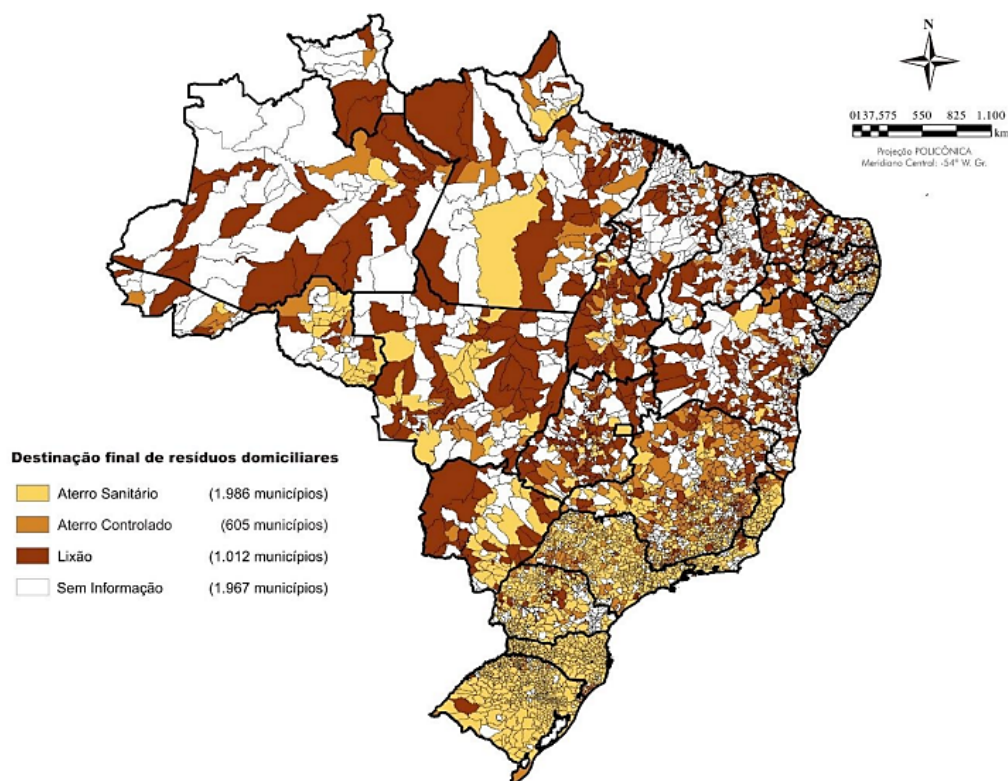 N
0137.575 550 825 1.100
km
Projeção POLICÔNICA
Meridiano Central: -54° W. Gr.
Destinação final de resíduos domiciliares
Aterro Sanitário (1.986 municípios)
Aterro Controlado (605 municípios)
Lixão (1.012 municípios)
Sem Informação (1.967 municípios)